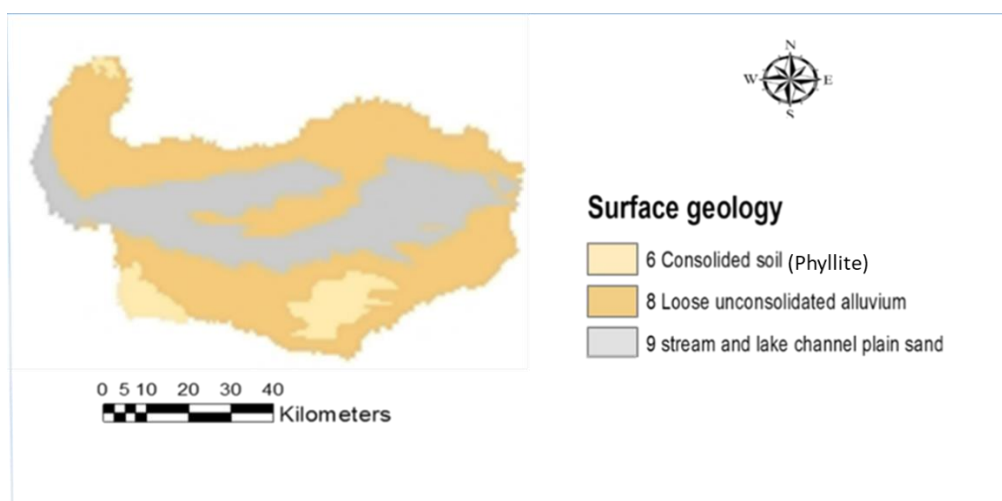 N
W E
S
Surface geology
6 Consolided soil (Phyllite)
8 Loose unconsolidated alluvium
9 stream and lake channel plain sand
0 5 10 20 30 40
Kilometers